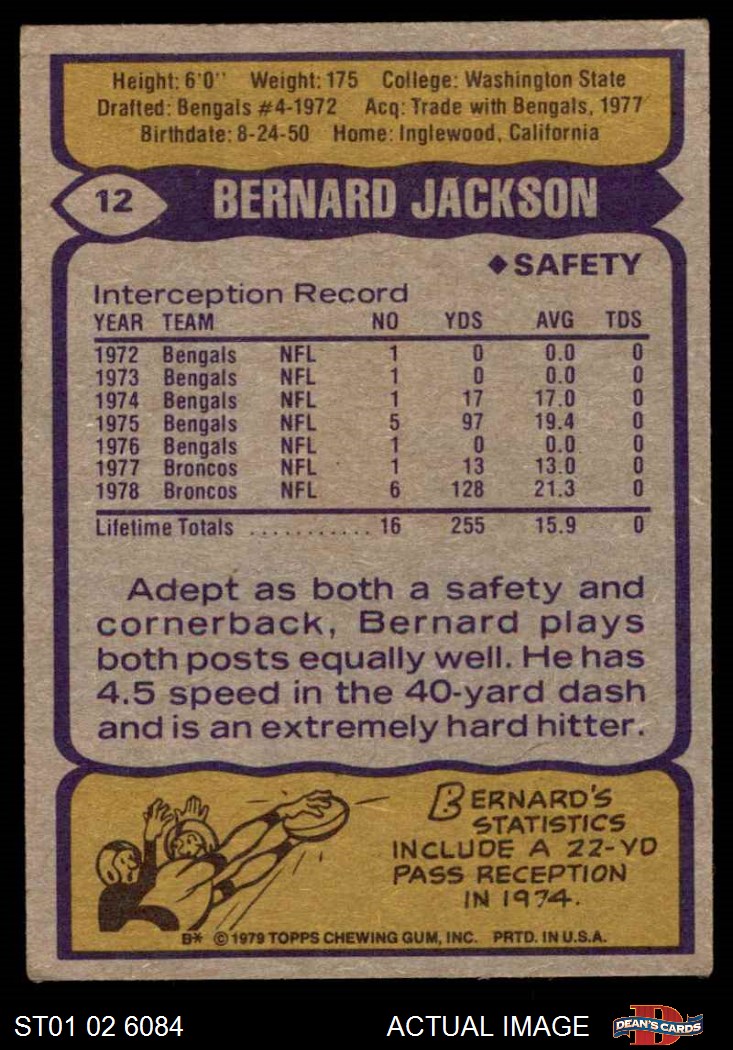 Height: 6'0" Weight: 175 College: Washington State
Drafted: Bengals #4-1972 Acq: Trade with Bengals, 1977
Birthdate: 8-24-50 Home: Inglewood, California
12 BERNARD JACKSON
◆ SAFETY
Interception Record
YEAR TEAM NO YDS AVG TDS
1972 Bengals NFL 1 0 0.0 0
1973 Bengals NFL 1 0 0.0 0
1974 Bengals NFL 1 17 17.0 0
1975 Bengals NFL 5 97 19.4 0
1976 Bengals NFL 1 0 0.0 0
1977 Broncos NFL 1 13 13.0 0
1978 Broncos NFL 6 128 21.3 0
Lifetime Totals ........... 16 255 15.9 0
Adept as both a safety and
cornerback, Bernard plays
both posts equally well. He has
4.5 speed in the 40-yard dash
and is an extremely hard hitter.
BERNARD'S
STATISTICS
INCLUDE A 22-YD
PASS RECEPTION
IN 1974.
B* © 1979 TOPPS CHEWING GUM, INC. PRTD. IN U.S.A.
ST01 02 6084 ACTUAL IMAGE D DEAN'S CARDS